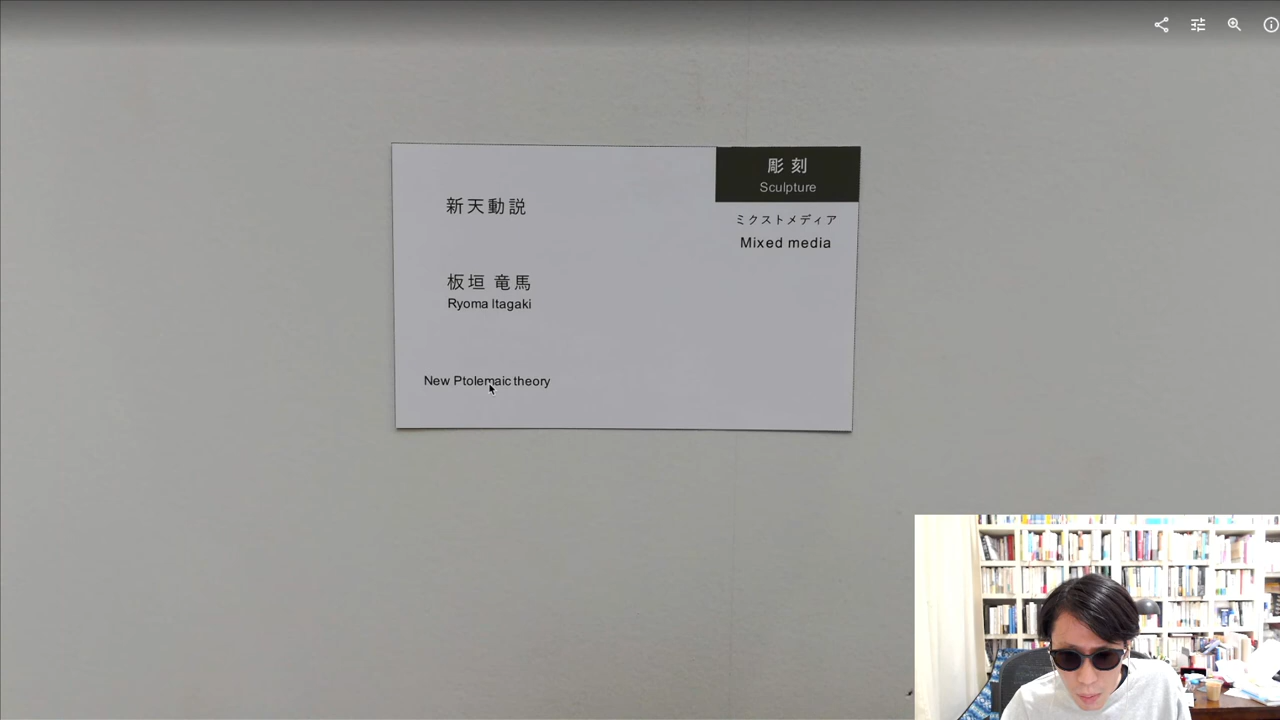 新天動説
板垣 竜馬
Ryoma Itagaki
New Ptolemaic theory
彫刻
Sculpture
ミクストメディア
Mixed media